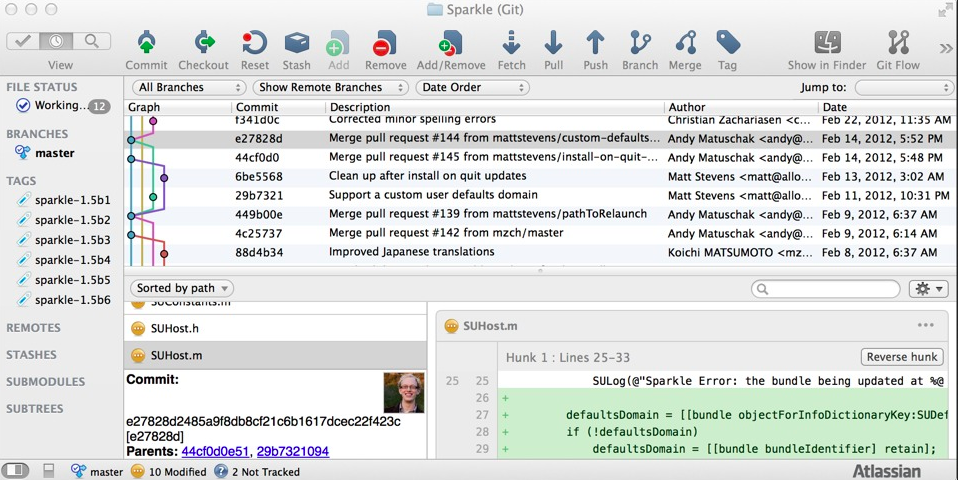 Sparkle (Git)
View Commit Checkout Reset Stash Add Remove Add/Remove Fetch Pull Push Branch Merge Tag Show in Finder Git Flow
FILE STATUS
Working... 12
BRANCHES
master
TAGS
sparkle-1.5b1
sparkle-1.5b2
sparkle-1.5b3
sparkle-1.5b4
sparkle-1.5b5
sparkle-1.5b6
REMOTES
STASHES
SUBMODULES
SUBTREES
All Branches Show Remote Branches Date Order Jump to:
Graph Commit Description Author Date
f341d0c Corrected minor spelling errors Christian Zachariasen <c... Feb 22, 2012, 11:35 AM
e27828d Merge pull request #144 from mattstevens/custom-defaults... Andy Matuschak <andy@... Feb 14, 2012, 5:52 PM
44cf0d0 Merge pull request #145 from mattstevens/install-on-quit-... Andy Matuschak <andy@... Feb 14, 2012, 5:48 PM
6be5568 Clean up after install on quit updates Matt Stevens <matt@allo... Feb 13, 2012, 3:02 AM
29b7321 Support a custom user defaults domain Matt Stevens <matt@allo... Feb 11, 2012, 10:31 PM
449b00e Merge pull request #139 from mattstevens/pathToRelaunch Andy Matuschak <andy@... Feb 9, 2012, 6:37 AM
4c25737 Merge pull request #142 from mzch/master Andy Matuschak <andy@... Feb 9, 2012, 6:14 AM
88d4b34 Improved Japanese translations Koichi MATSUMOTO <mz... Feb 8, 2012, 6:37 AM
Sorted by path
SUConstants.m
SUHost.h
SUHost.m
Commit:
e27828d2485a9f8db8cf21c6b1617dcec22f423c
[e27828d]
Parents: 44cf0d0e51, 29b7321094
SUHost.m
Hunk 1 : Lines 25-33 Reverse hunk
25 25 SULog(@"Sparkle Error: the bundle being updated at %@
26 +
27 + defaultsDomain = [[bundle objectForInfoDictionaryKey:SUDef
28 + if (!defaultsDomain)
29 + defaultsDomain = [[bundle bundleIdentifier] retain];
master 10 Modified 2 Not Tracked Atlassian